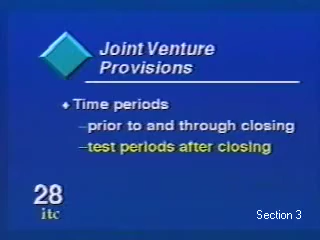 Joint Venture
Provisions
♦ Time periods
–prior to and through closing
–test periods after closing
28
itc
Section 3